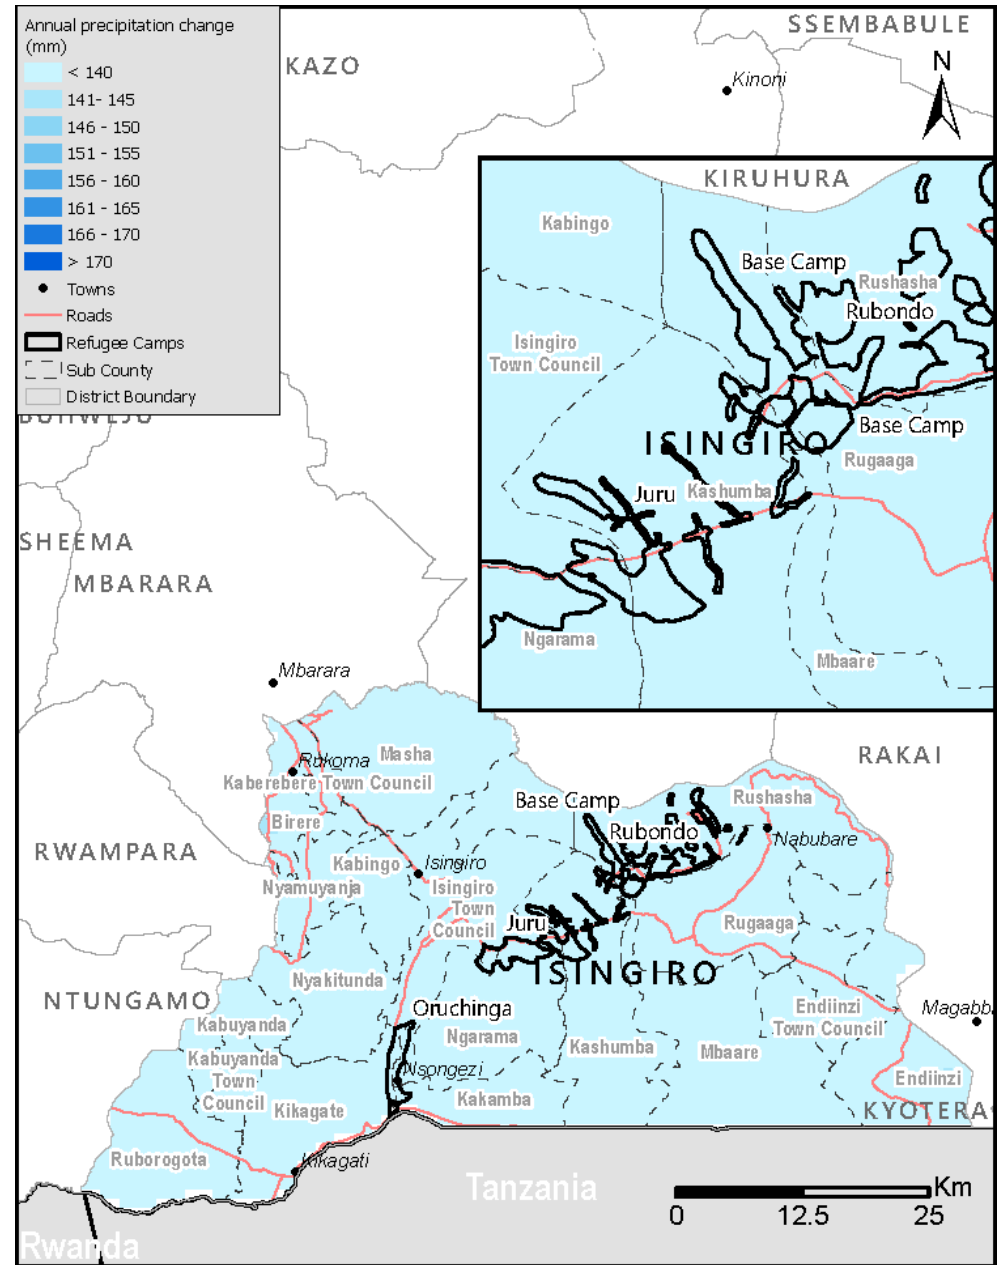 Annual precipitation change
(mm)
< 140
141- 145
146 - 150
151 - 155
156 - 160
161 - 165
166 - 170
> 170
Towns
Roads
Refugee Camps
Sub County
District Boundary
SSEMBABULE
KAZO
Kinoni
N
KIRUHURA
Kabingo
Base Camp
Rushasha
Rubondo
Isingiro
Town Council
ISINGIRO
Base Camp
Rugaaga
Juru
Kashumba
Ngarama
Mbaare
SHEEMA
MBARARA
Mbarara
RAKAI
Rukoma
Masha
Kaberebere Town Council
Birere
Base Camp
Rushasha
Rubondo
Nabubare
RWAMPARA
Kabingo
Isingiro
Nyamuyanja
Isingiro
Town
Council
Juru
Rugaaga
ISINGIRO
Nyakitunda
NTUNGAMO
Oruchinga
Endiinzi
Town Council
Magabb
Kabuyanda
Ngarama
Kashumba
Mbaare
Kabuyanda
Town
Council
Nsongezi
Endiinzi
Kikagate
Kakamba
KYOTERA
Ruborogota
Kikagati
Tanzania
Km
0 12.5 25
Rwanda